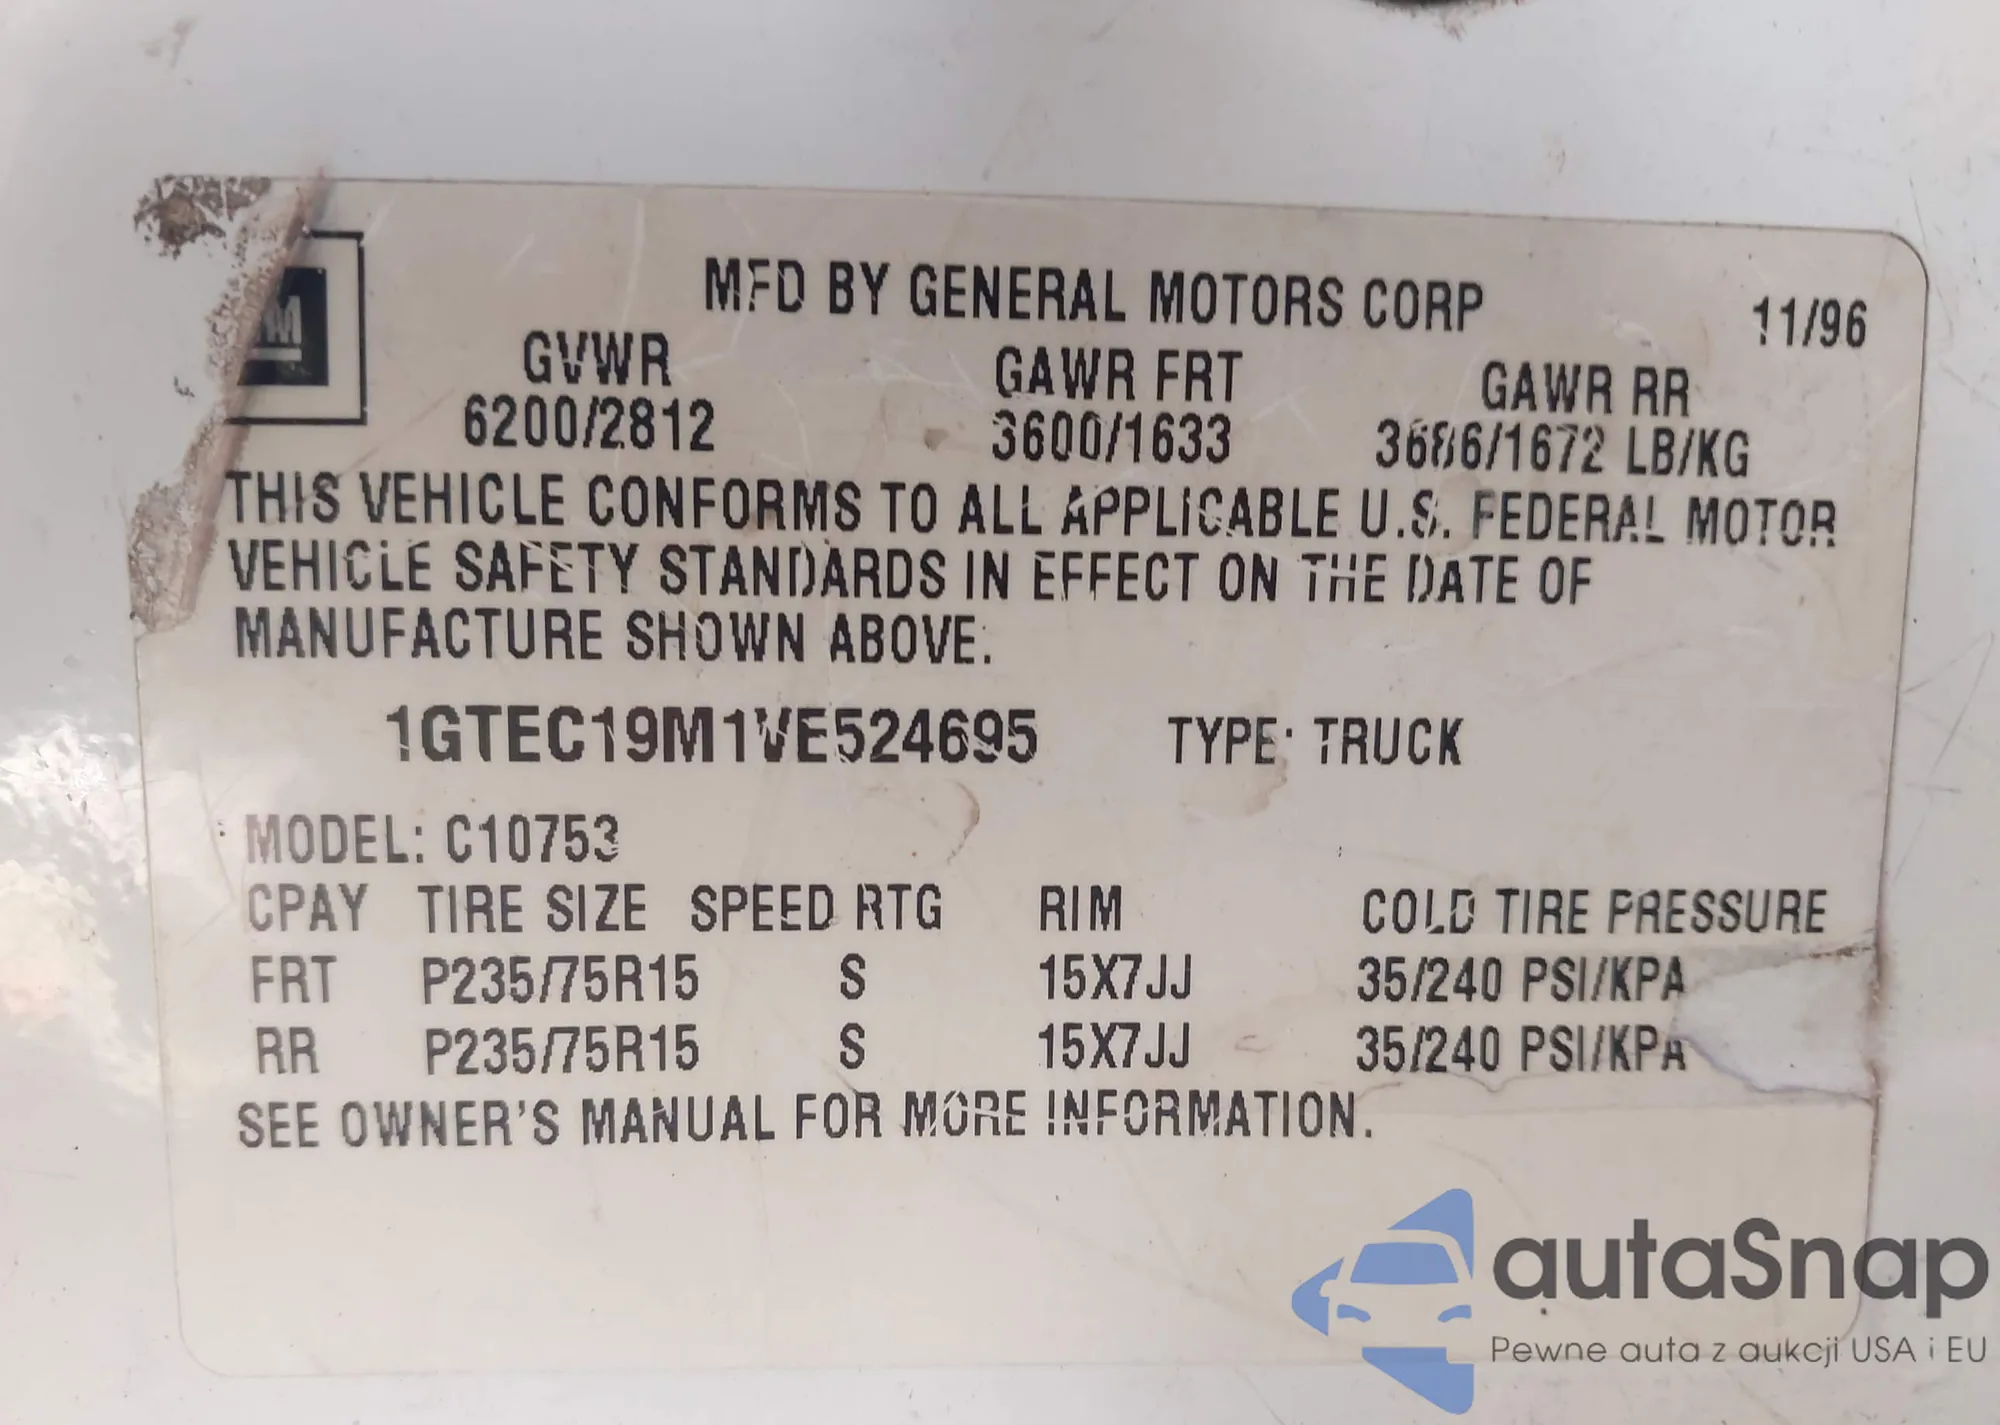 MFD BY GENERAL MOTORS CORP 11/96
GVWR GAWR FRT GAWR RR
6200/2812 3600/1633 3686/1672 LB/KG
THIS VEHICLE CONFORMS TO ALL APPLICABLE U.S. FEDERAL MOTOR
VEHICLE SAFETY STANDARDS IN EFFECT ON THE DATE OF
MANUFACTURE SHOWN ABOVE.
1GTEC19M1VE524695 TYPE: TRUCK
MODEL: C10753
CPAY TIRE SIZE SPEED RTG RIM COLD TIRE PRESSURE
FRT P235/75R15 S 15X7JJ 35/240 PSI/KPA
RR P235/75R15 S 15X7JJ 35/240 PSI/KPA
SEE OWNER'S MANUAL FOR MORE INFORMATION.
autaSnap
Pewne auta z aukcji USA i EU